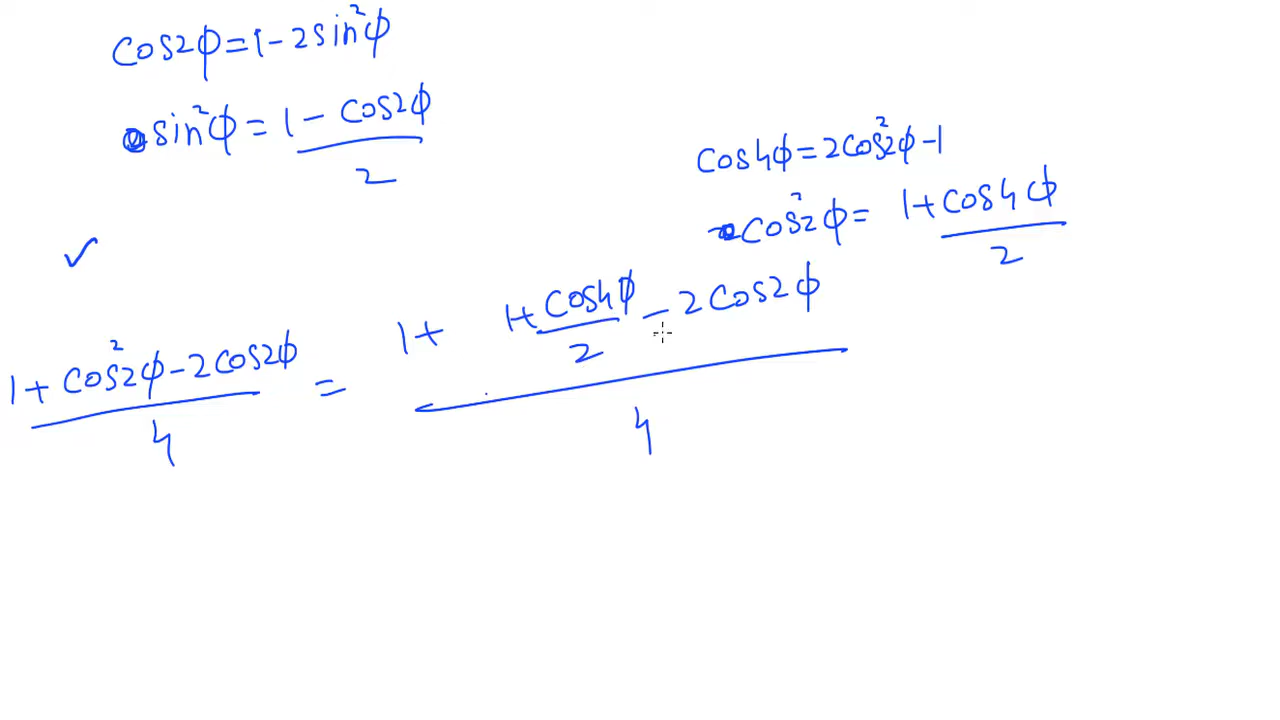 cos2φ=1-2sin²φ
sin²φ = (1 - cos2φ)/2
cos4φ=2cos²2φ-1
cos²2φ= (1+cos4φ)/2
✓
(1+cos²2φ-2cos2φ)/4 = (1+ (1+cos4φ)/2 - 2cos2φ)/4